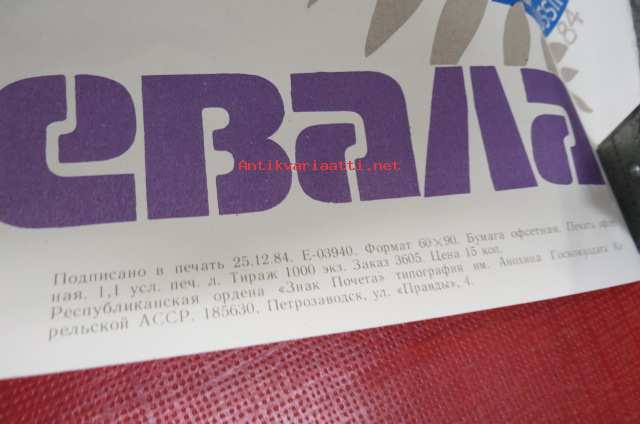 84
евала
Antikvariaatti.net
Подписано в печать 25.12.84. Е-03940. Формат 60×90. Бумага офсетная. Печать
ная. 1,1 усл. печ. л. Тираж 1000 экз. Заказ 3605. Цена 15 коп.
Республиканская ордена «Знак Почета» типография им. Анохина Госкомиздата Ка-
рельской АССР. 185630. Петрозаводск, ул. «Правды», 4.